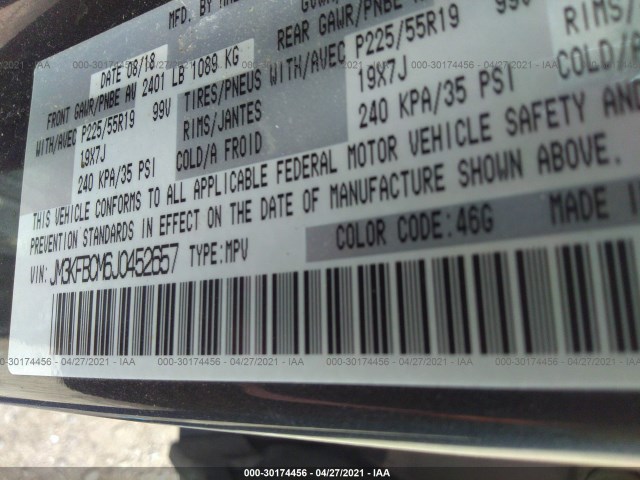 MFD. BY
DATE 08/18
FRONT GAWR/PNBE AV 2401 LB 1089 KG
WITH/AVEC P225/55R19 99V
TIRES/PNEUS
19X7J
RIMS/JANTES
240 KPA/35 PSI
COLD/A FROID
REAR GAWR/PNBE
WITH/AVEC P225/55R19 99V
19X7J
RIMS/
240 KPA/35 PSI
COLD/A
THIS VEHICLE CONFORMS TO ALL APPLICABLE FEDERAL MOTOR VEHICLE SAFETY AND
PREVENTION STANDARDS IN EFFECT ON THE DATE OF MANUFACTURE SHOWN ABOVE.
VIN: JM3KFBCM6J0452657 TYPE: MPV
COLOR CODE: 46G
MADE
000-30174456 - 04/27/2021 - IAA